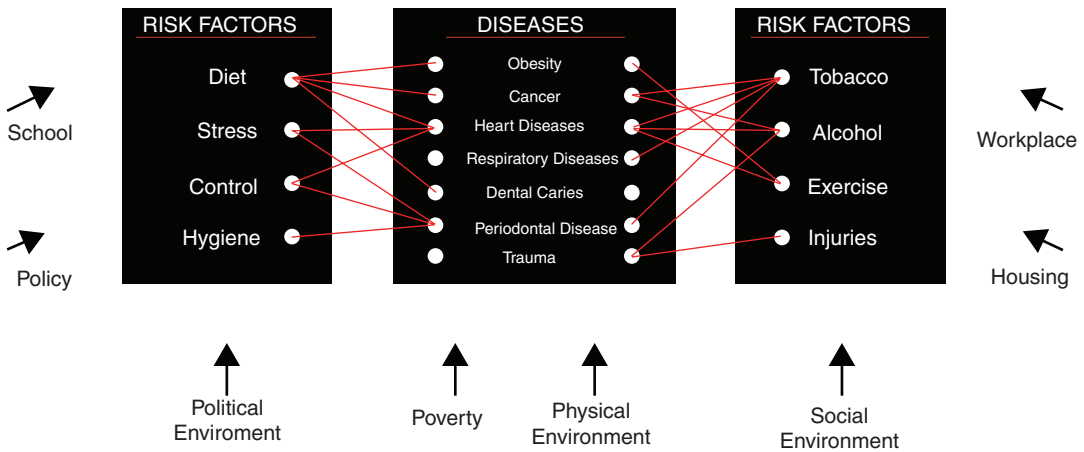 RISK FACTORS
DISEASES
RISK FACTORS
Diet
Stress
Control
Hygiene
Obesity
Cancer
Heart Diseases
Respiratory Diseases
Dental Caries
Periodontal Disease
Trauma
Tobacco
Alcohol
Exercise
Injuries
School
Policy
Workplace
Housing
Political
Enviroment
Poverty
Physical
Environment
Social
Environment